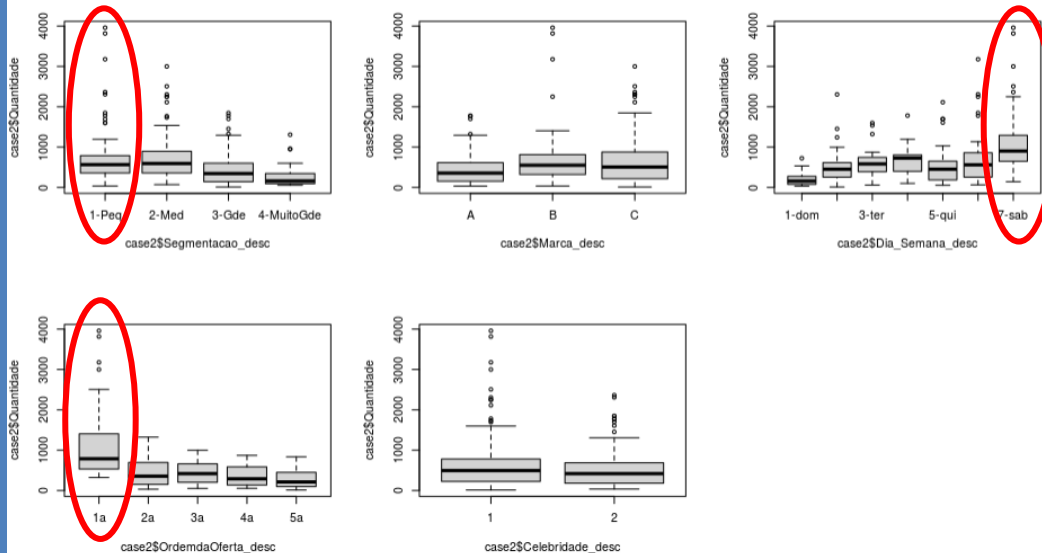 case2$Quantidade
4000
3000
2000
1000
0
1-Peq 2-Med 3-Gde 4-MuitoGde
case2$Segmentacao_desc
case2$Quantidade
4000
3000
2000
1000
0
A B C
case2$Marca_desc
case2$Quantidade
4000
3000
2000
1000
0
1-dom 3-ter 5-qui 7-sab
case2$Dia_Semana_desc
case2$Quantidade
4000
3000
2000
1000
0
1a 2a 3a 4a 5a
case2$OrdemdaOferta_desc
case2$Quantidade
4000
3000
2000
1000
0
1 2
case2$Celebridade_desc